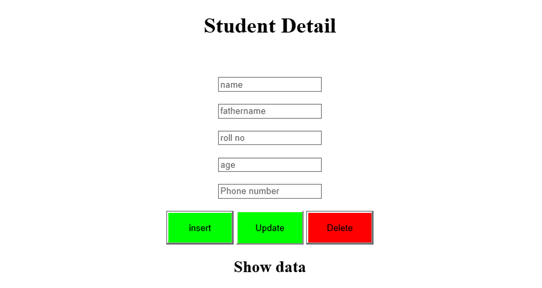 Student Detail
name
fathername
roll no
age
Phone number
Insert Update Delete
Show data